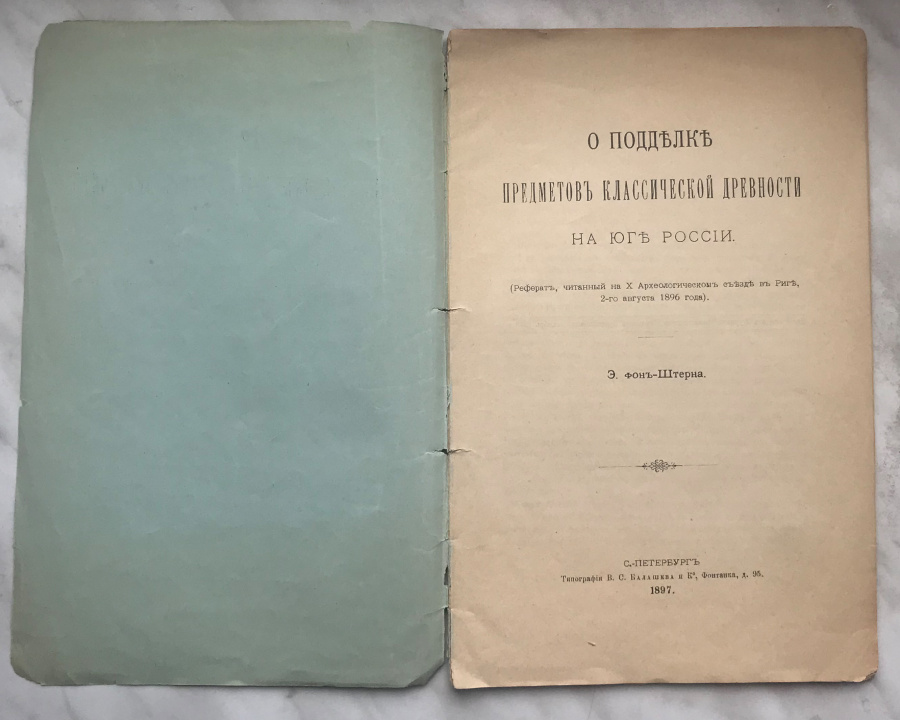 О ПОДДѢЛКѢ
ПРЕДМЕТОВЪ КЛАССИЧЕСКОЙ ДРЕВНОСТИ
НА ЮГѢ РОССІИ.
(Рефератъ, читанный на X Археологическомъ съѣздѣ въ Ригѣ,
2-го августа 1896 года).
Э. фонъ-Штерна.
С.-ПЕТЕРБУРГЪ
Типографія В. С. Балашева и Ко, Фонтанка, д. 95.
1897.